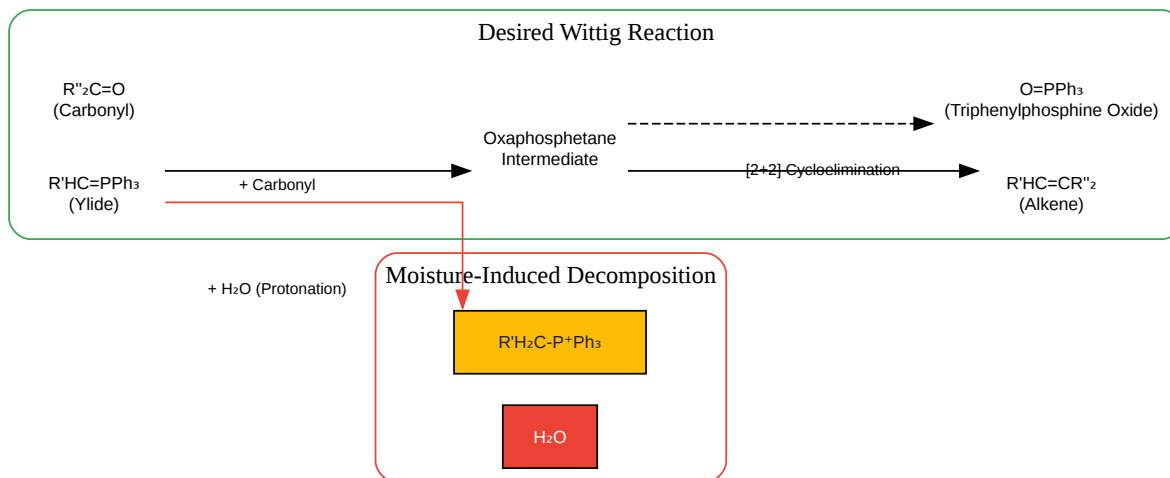 Desired Wittig Reaction
R"₂C=O
(Carbonyl)
O=PPh₃
(Triphenylphosphine Oxide)
Oxaphosphetane
Intermediate
R'HC=PPh₃
(Ylide)
+ Carbonyl
[2+2] Cycloelimination
R'HC=CR"₂
(Alkene)
Moisture-Induced Decomposition
+ H₂O (Protonation)
R'H₂C-P⁺Ph₃
H₂O